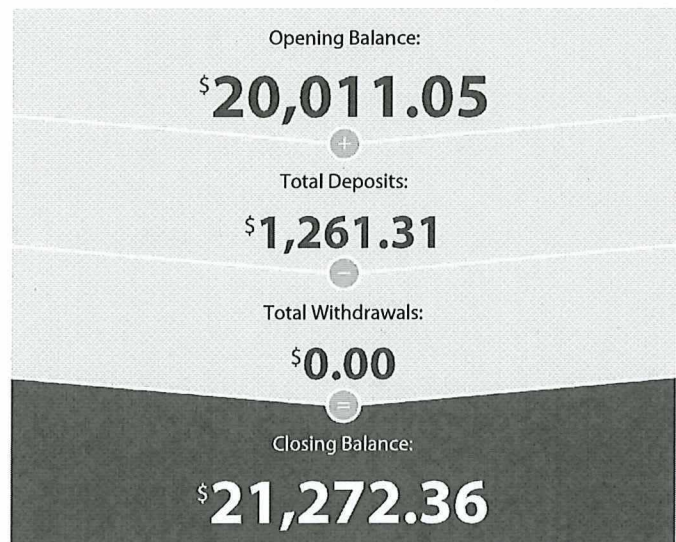 Opening Balance:
$20,011.05
+
Total Deposits:
$1,261.31
−
Total Withdrawals:
$0.00
=
Closing Balance:
$21,272.36